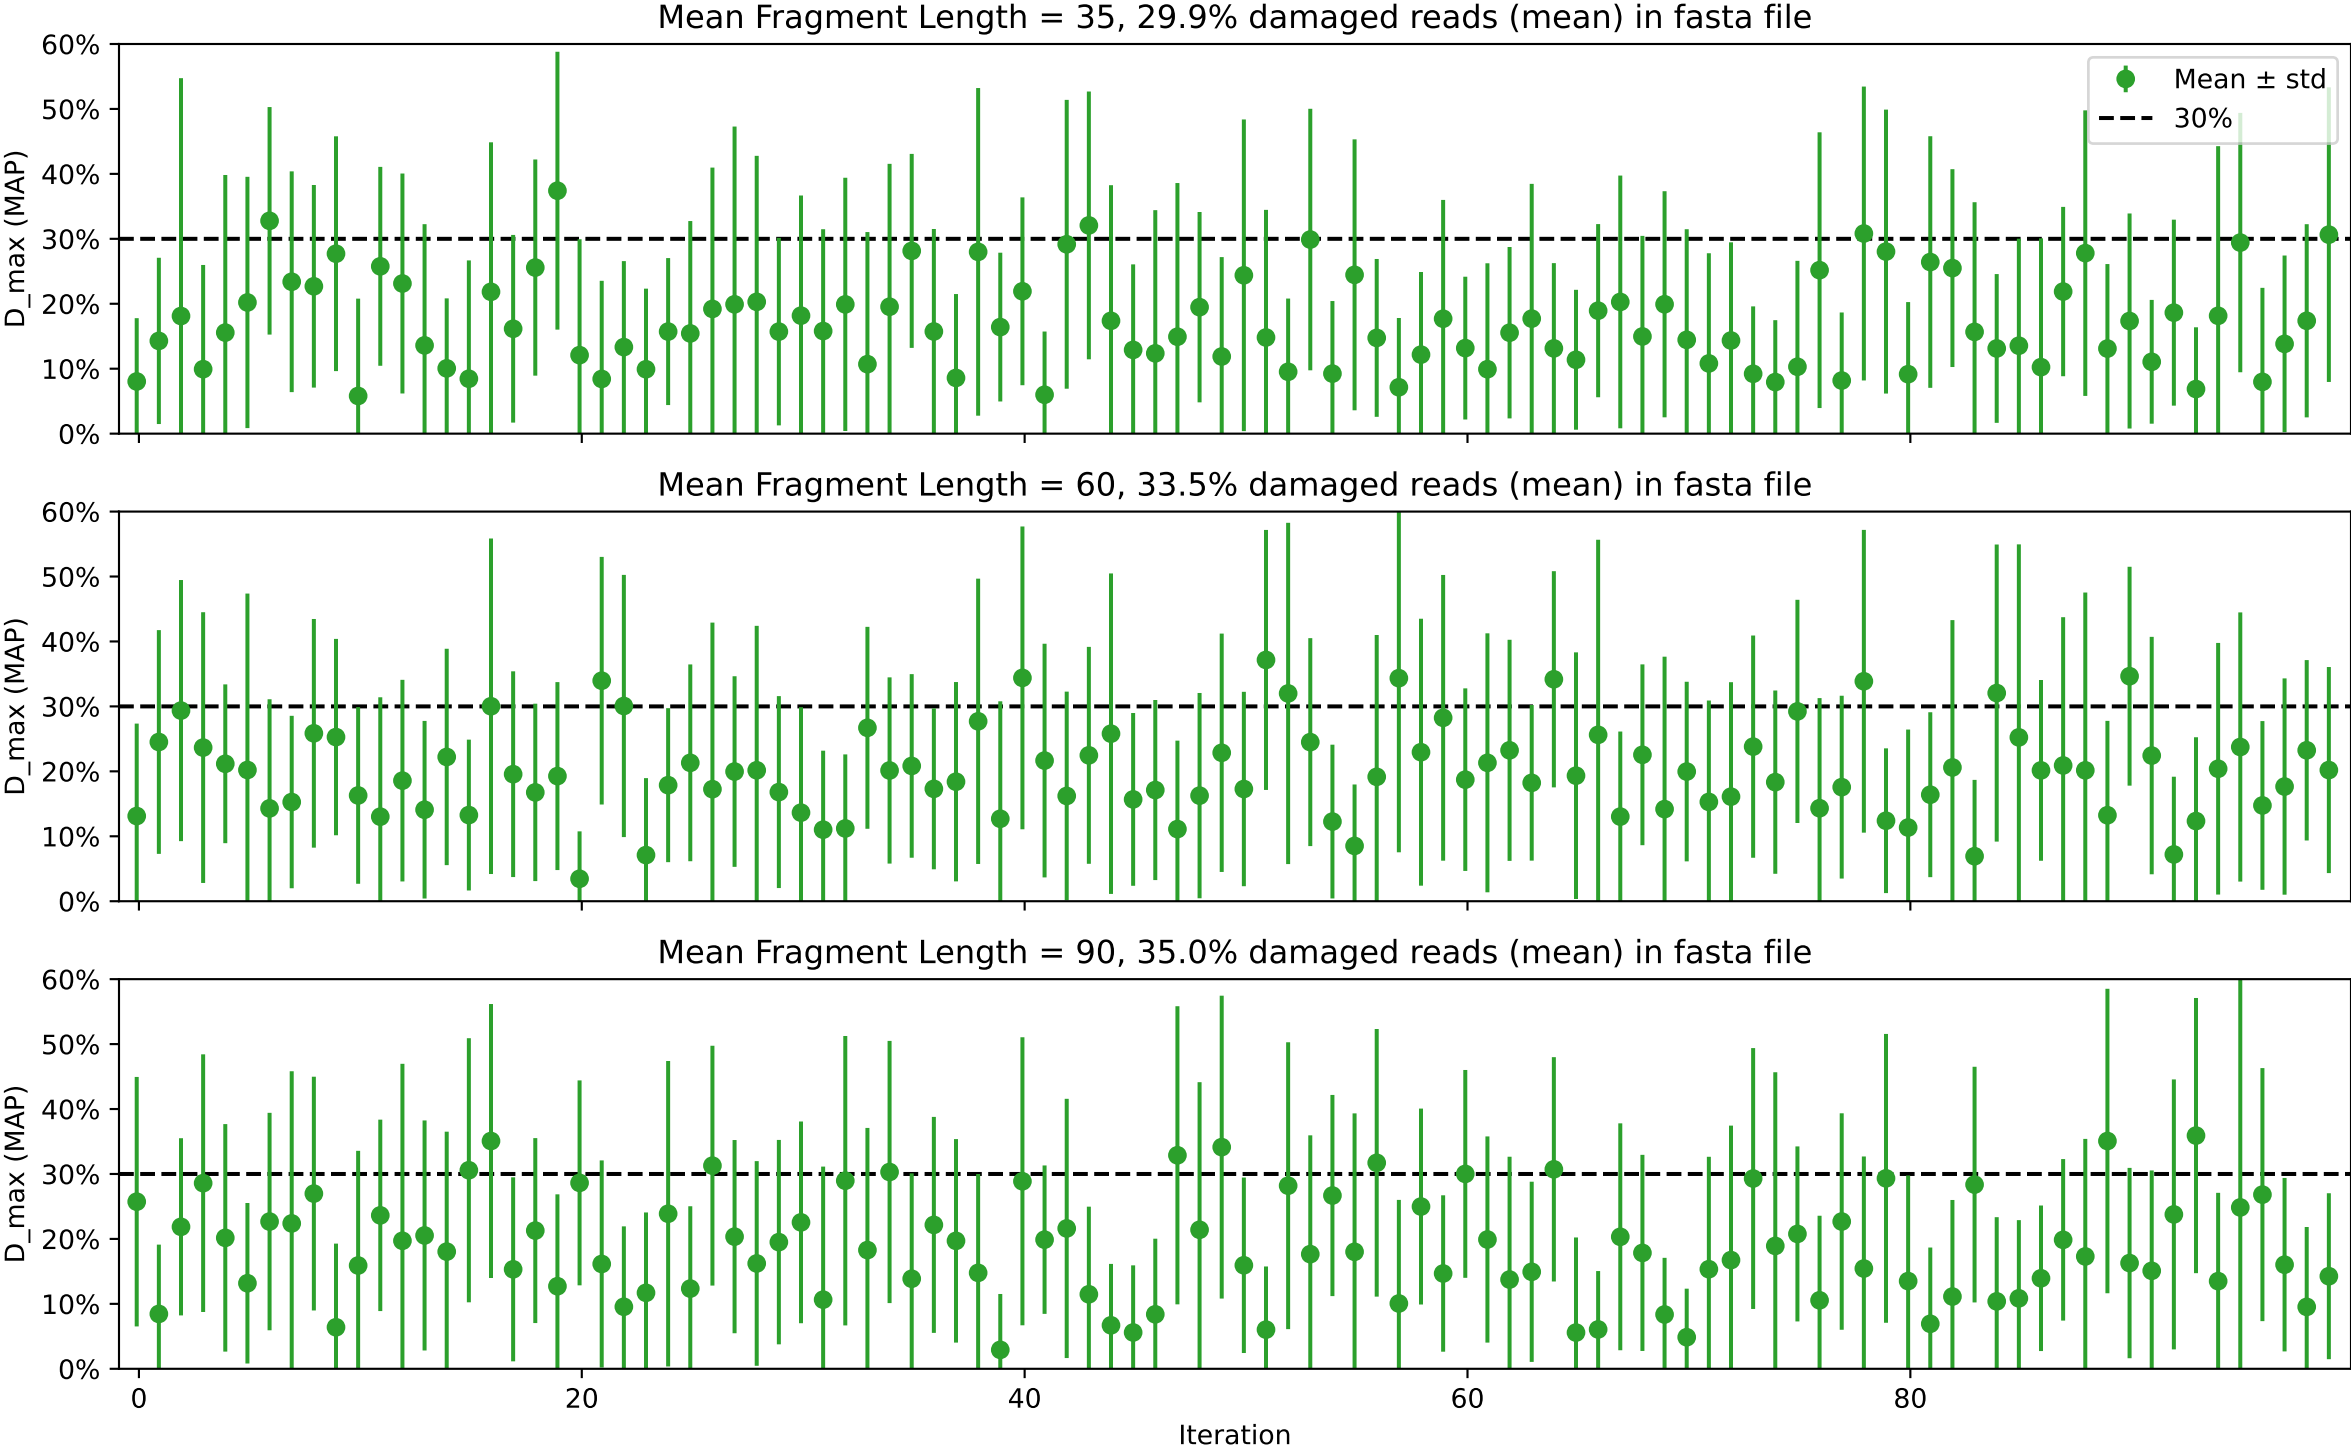 Mean Fragment Length = 35, 29.9% damaged reads (mean) in fasta file
60%
50%
40%
30%
20%
10%
0%
D_max (MAP)
Mean ± std
30%
Mean Fragment Length = 60, 33.5% damaged reads (mean) in fasta file
60%
50%
40%
30%
20%
10%
0%
D_max (MAP)
Mean Fragment Length = 90, 35.0% damaged reads (mean) in fasta file
60%
50%
40%
30%
20%
10%
0%
D_max (MAP)
0 20 40 60 80
Iteration